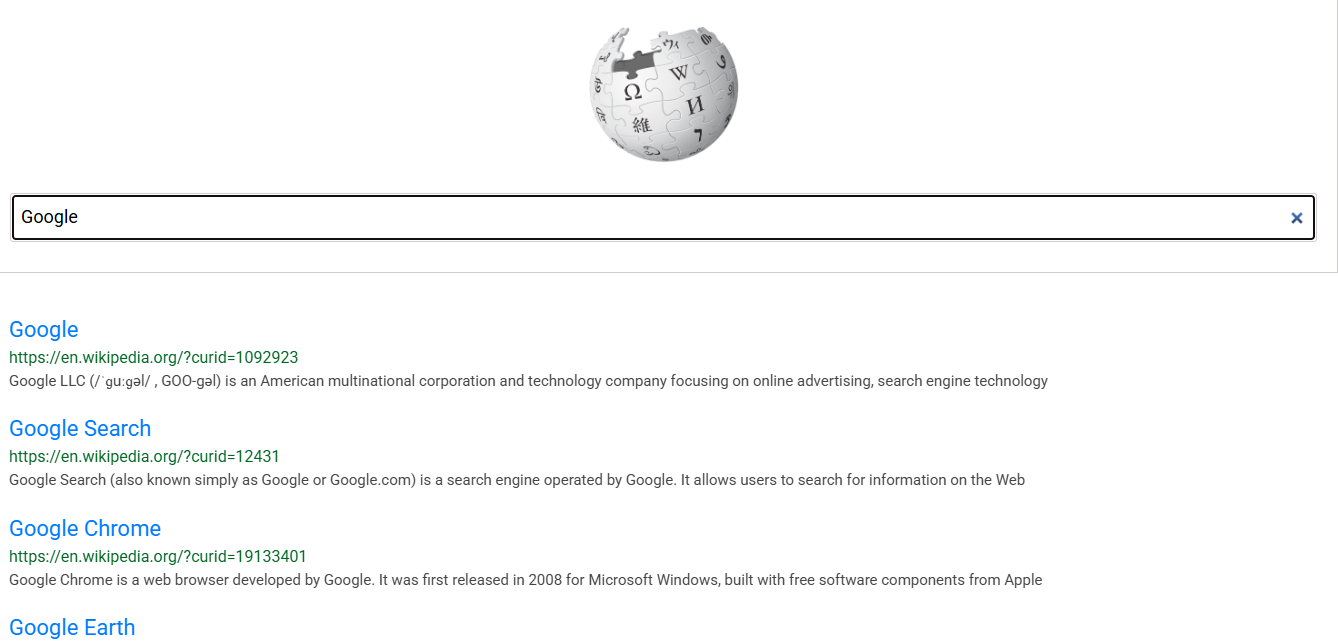 Ω W И 維 ウィ 7
Google
Google
https://en.wikipedia.org/?curid=1092923
Google LLC (/ˈɡuːɡəl/ , GOO-gəl) is an American multinational corporation and technology company focusing on online advertising, search engine technology
Google Search
https://en.wikipedia.org/?curid=12431
Google Search (also known simply as Google or Google.com) is a search engine operated by Google. It allows users to search for information on the Web
Google Chrome
https://en.wikipedia.org/?curid=19133401
Google Chrome is a web browser developed by Google. It was first released in 2008 for Microsoft Windows, built with free software components from Apple
Google Earth